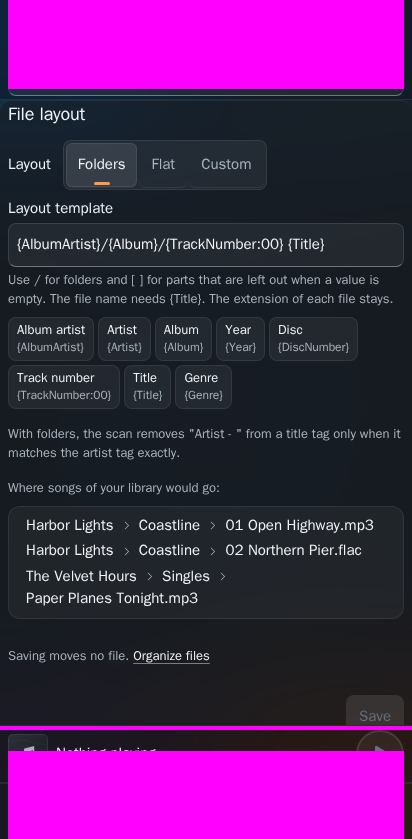 File layout
Layout Folders Flat Custom
Layout template
{AlbumArtist}/{Album}/{TrackNumber:00} {Title}
Use / for folders and [ ] for parts that are left out when a value is
empty. The file name needs {Title}. The extension of each file stays.
Album artist Artist Album Year Disc
{AlbumArtist} {Artist} {Album} {Year} {DiscNumber}
Track number Title Genre
{TrackNumber:00} {Title} {Genre}
With folders, the scan removes "Artist - " from a title tag only when it
matches the artist tag exactly.
Where songs of your library would go:
Harbor Lights > Coastline > 01 Open Highway.mp3
Harbor Lights > Coastline > 02 Northern Pier.flac
The Velvet Hours > Singles >
Paper Planes Tonight.mp3
Saving moves no file. Organize files
Save
Nothing playing